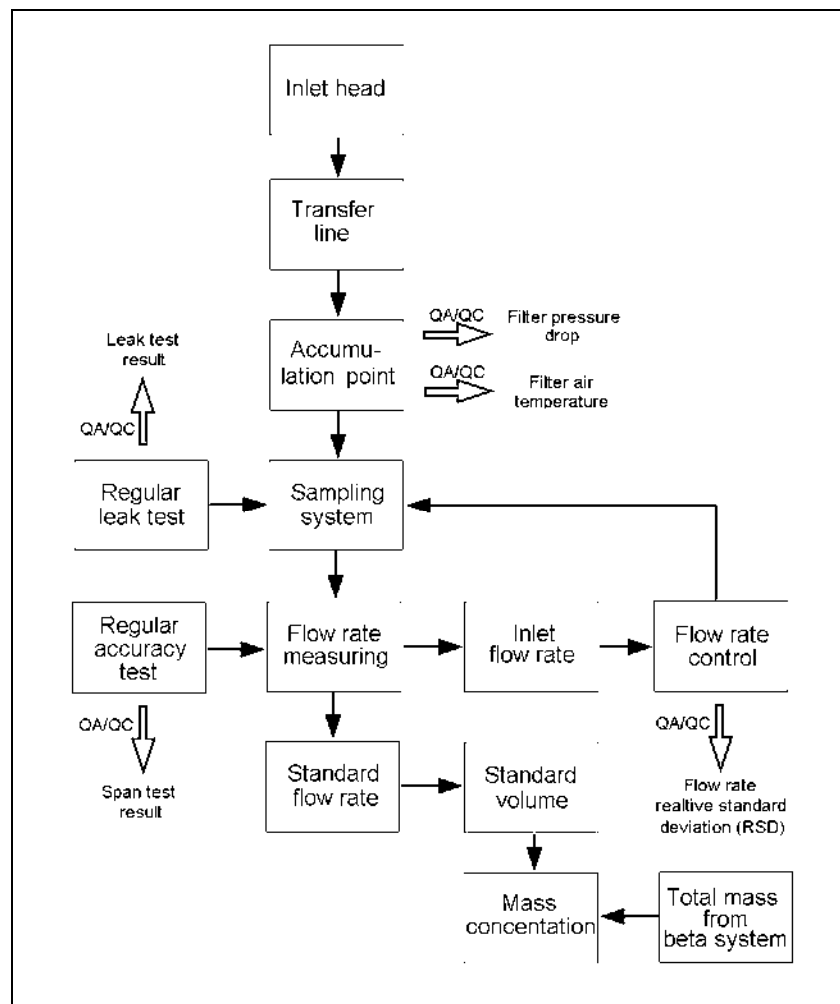 Inlet head
Transfer
line
Accumu-
lation point
QA/QC
Filter pressure
drop
QA/QC
Filter air
temperature
Leak test
result
QA/QC
Regular
leak test
Sampling
system
Regular
accuracy
test
Flow rate
measuring
Inlet
flow rate
Flow rate
control
QA/QC
Span test
result
QA/QC
Flow rate
realtive standard
deviation (RSD)
Standard
flow rate
Standard
volume
Mass
concentation
Total mass
from
beta system